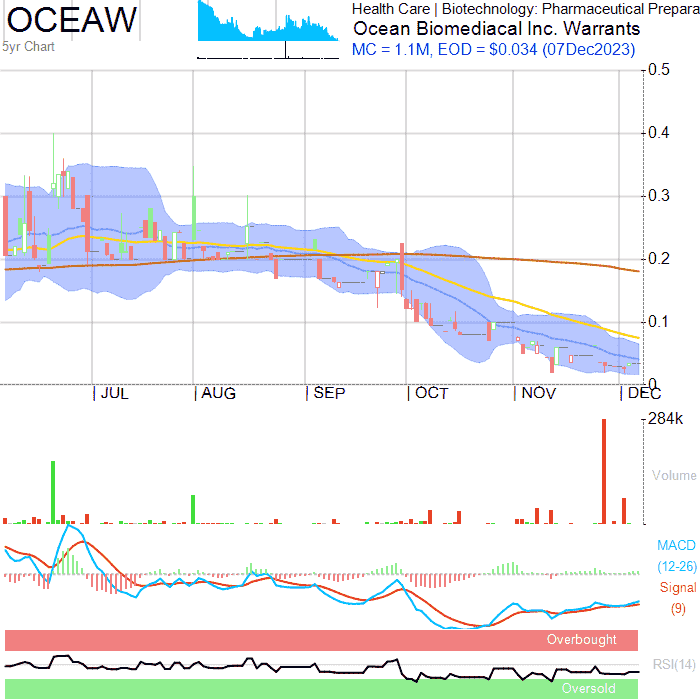 OCEAW
5yr Chart
Health Care | Biotechnology: Pharmaceutical Prepara
Ocean Biomediacal Inc. Warrants
MC = 1.1M, EOD = $0.034 (07Dec2023)
0.5
0.4
0.3
0.2
0.1
0
JUL
AUG
SEP
OCT
NOV
DEC
284k
Volume
MACD
(12-26)
Signal
(9)
Overbought
RSI(14)
Oversold